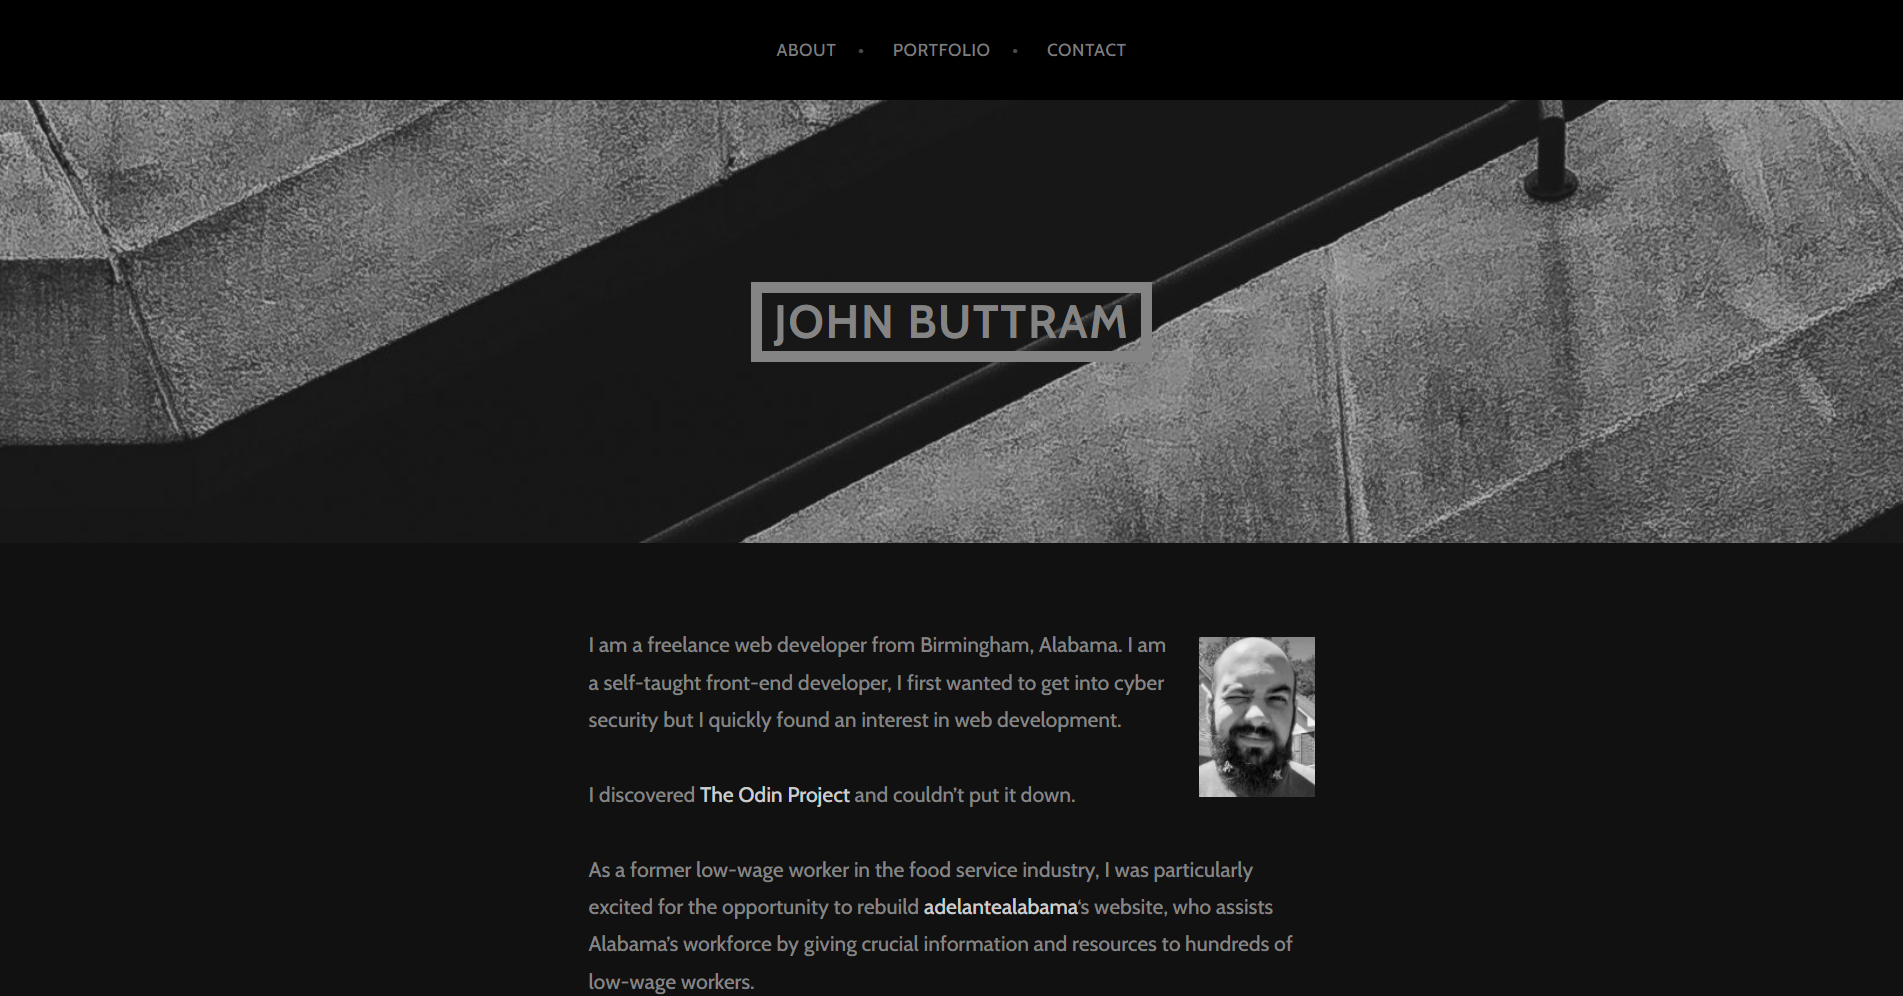 ABOUT • PORTFOLIO • CONTACT
JOHN BUTTRAM
I am a freelance web developer from Birmingham, Alabama. I am
a self-taught front-end developer, I first wanted to get into cyber
security but I quickly found an interest in web development.
I discovered The Odin Project and couldn’t put it down.
As a former low-wage worker in the food service industry, I was particularly
excited for the opportunity to rebuild adelantealabama‘s website, who assists
Alabama’s workforce by giving crucial information and resources to hundreds of
low-wage workers.